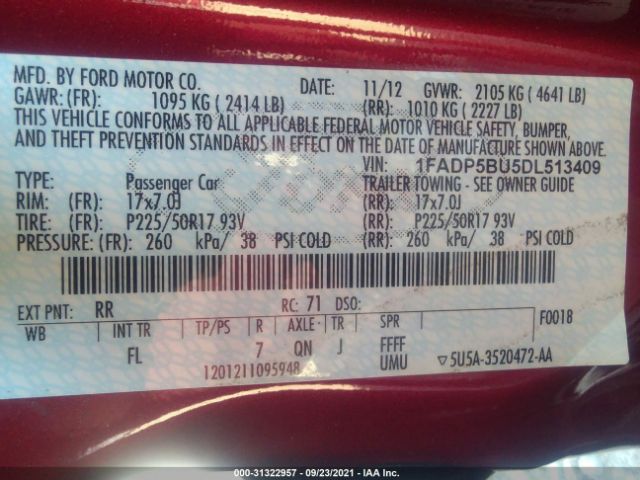 MFD. BY FORD MOTOR CO. DATE: 11/12 GVWR: 2105 KG ( 4641 LB)
GAWR: (FR): 1095 KG ( 2414 LB) (RR): 1010 KG ( 2227 LB)
THIS VEHICLE CONFORMS TO ALL APPLICABLE FEDERAL MOTOR VEHICLE SAFETY, BUMPER,
AND THEFT PREVENTION STANDARDS IN EFFECT ON THE DATE OF MANUFACTURE SHOWN ABOVE.
VIN: 1FADP5BU5DL513409
TYPE: Passenger Car TRAILER TOWING - SEE OWNER GUIDE
RIM: (FR): 17x7.0J (RR): 17x7.0J
TIRE: (FR): P225/50R17 93V (RR): P225/50R17 93V
PRESSURE: (FR): 260 kPa/ 38 PSI COLD (RR): 260 kPa/ 38 PSI COLD
EXT PNT: RR RC: 71 DSO: F0018
WB INT TR TP/PS R AXLE TR SPR
FL 7 QN J FFFF
UMU ▽5U5A-3520472-AA
1201211095948
000-31322957 - 09/23/2021 - IAA Inc.